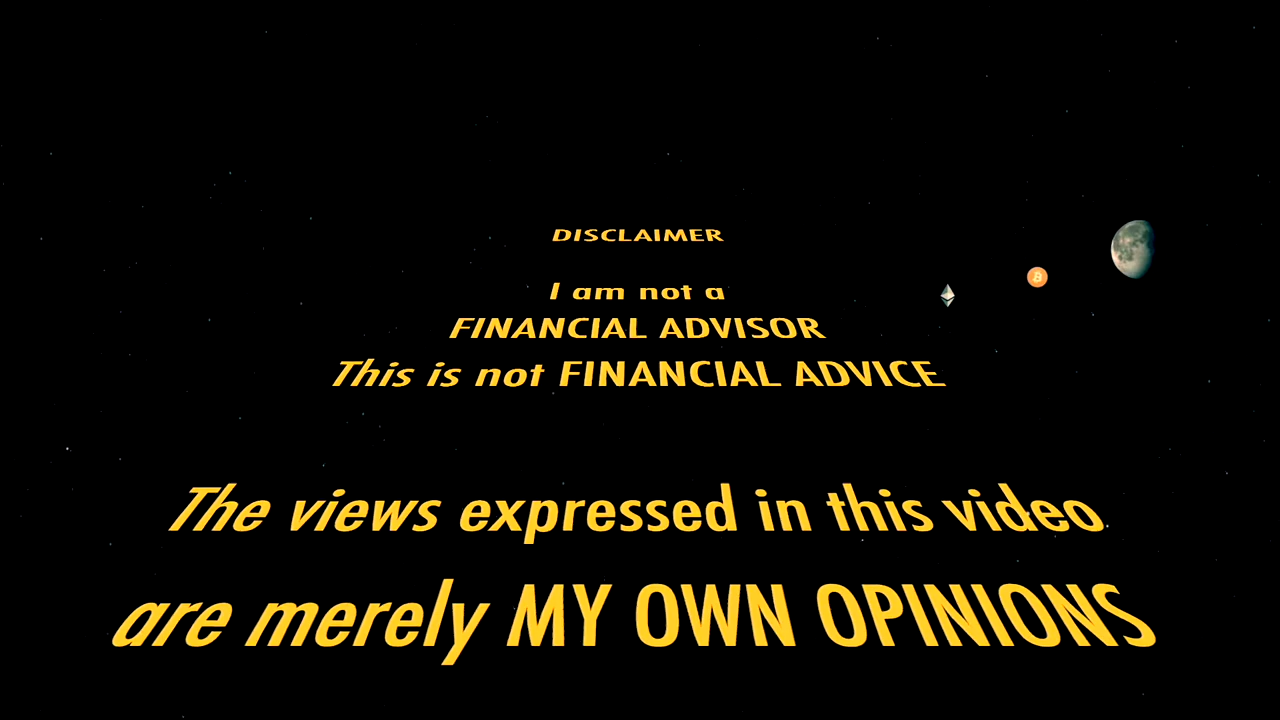 DISCLAIMER
I am not a
FINANCIAL ADVISOR
This is not FINANCIAL ADVICE
The views expressed in this video
are merely MY OWN OPINIONS